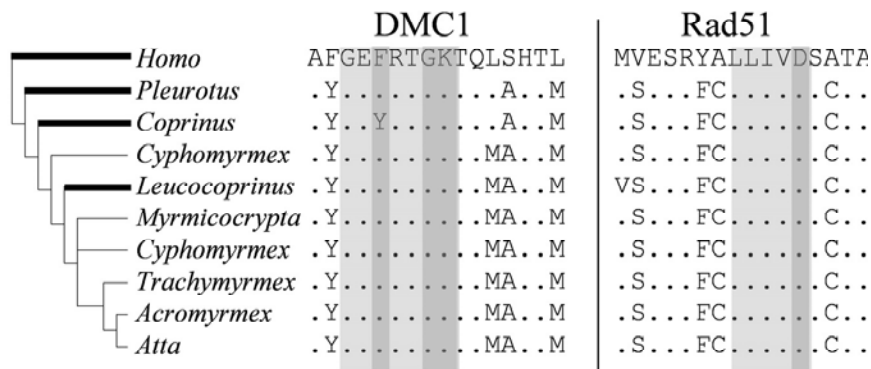 DMC1 Rad51
Homo AFGEFRTGKTQLSHTL MVESRYALLIVDSATA
Pleurotus .Y..........A..M .S...FC......C..
Coprinus .Y..Y.......A..M .S...FC......C..
Cyphomyrmex .Y.........MA..M .S...FC......C..
Leucocoprinus .Y.........MA..M VS...FC......C..
Myrmicocrypta .Y.........MA..M .S...FC......C..
Cyphomyrmex .Y.........MA..M .S...FC......C..
Trachymyrmex .Y.........MA..M .S...FC......C..
Acromyrmex .Y.........MA..M .S...FC......C..
Atta .Y.........MA..M .S...FC......C..